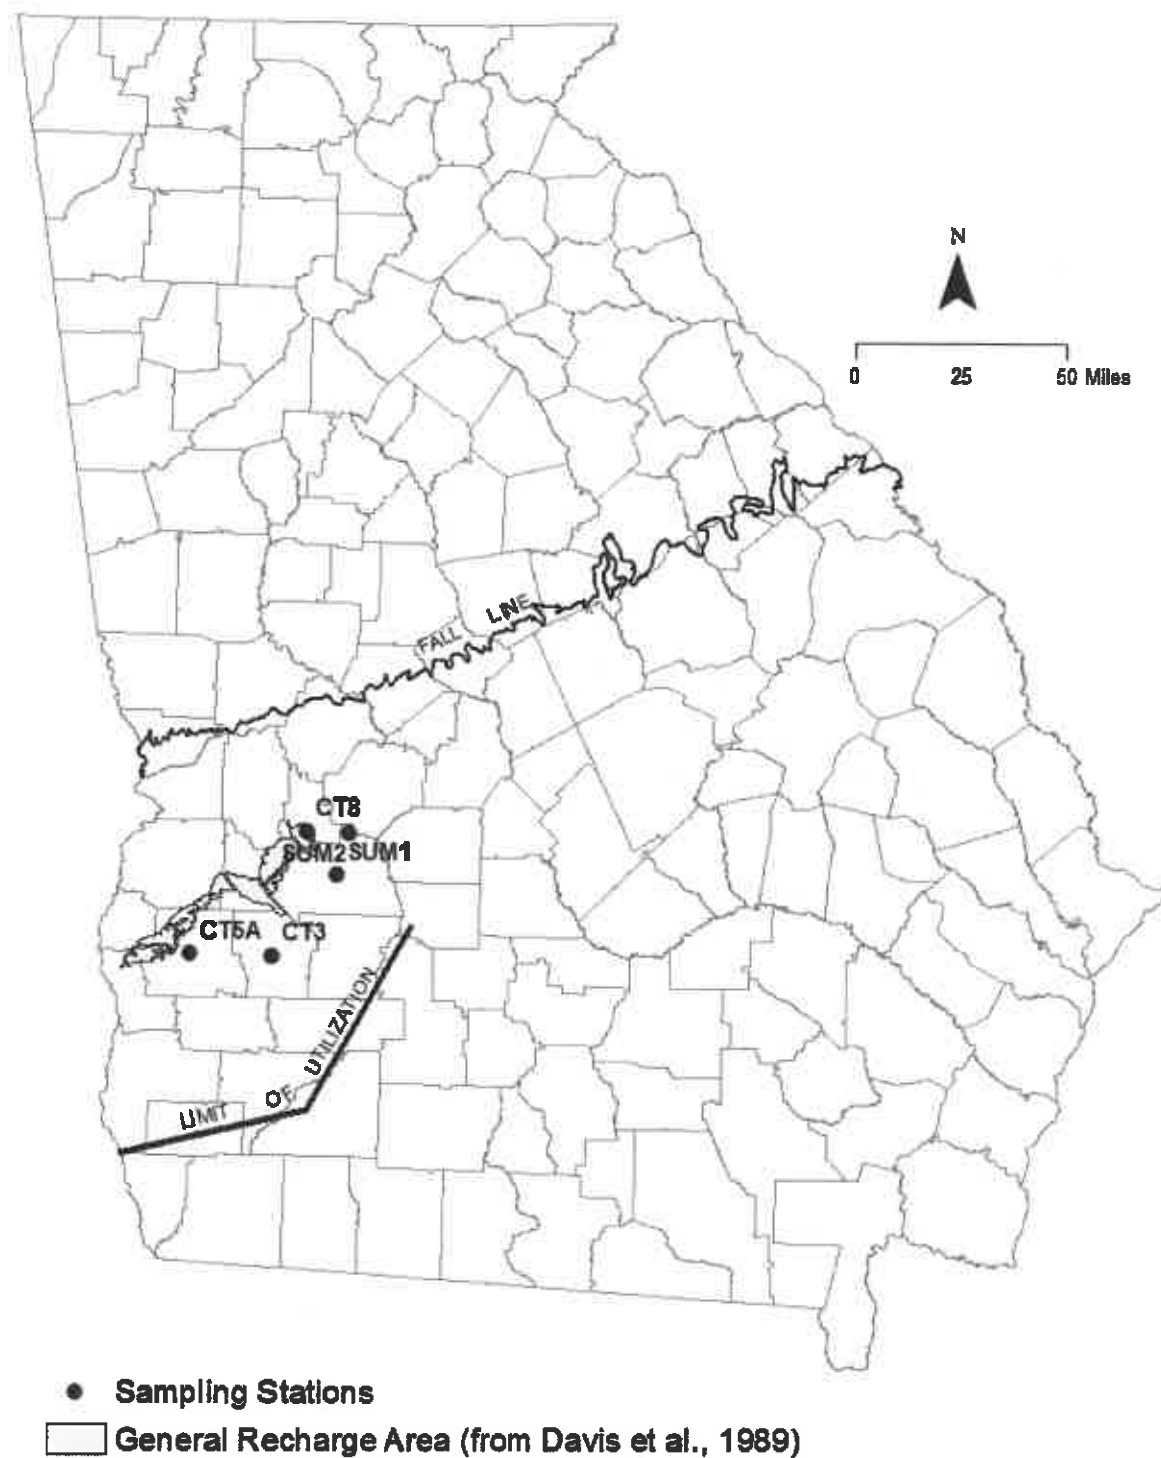 N
0 25 50 Miles
FALL LINE
CT8
SUM2 SUM1
CT5A CT3
LIMIT OF UTILIZATION
Sampling Stations
General Recharge Area (from Davis et al., 1989)